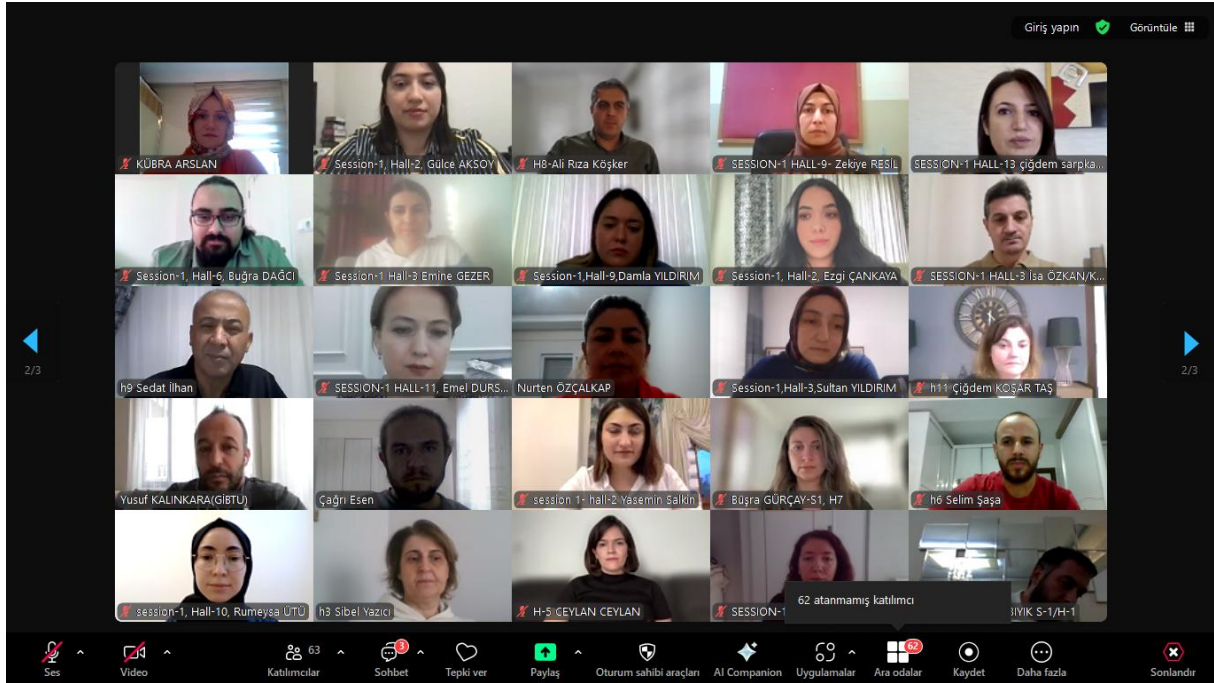 Giriş yapın
Görüntüle
KÜBRA ARSLAN
Session-1, Hall-2, Gülce AKSOY
H8-Ali Rıza Köşker
SESSION-1 HALL-9- Zekiye RESİL
SESSION-1 HALL-13 çiğdem sarpka...
Session-1, Hall-6, Buğra DAĞCI
Session-1 Hall-3 Emine GEZER
Session-1,Hall-9,Damla YILDIRIM
Session-1, Hall-2, Ezgi ÇANKAYA
SESSION-1 HALL-3 İsa ÖZKAN/K...
h9 Sedat İlhan
SESSION-1 HALL-11, Emel DURS...
Nurten ÖZÇALKAP
Session-1,Hall-3,Sultan YILDIRIM
h11 Çiğdem KOŞAR TAŞ
2/3
2/3
Yusuf KALINKARA(GİBTU)
Çağrı Esen
session 1- hall-2 Yasemin Salkin
Büşra GÜRÇAY-S1, H7
h6 Selim Şaşa
session-1, Hall-10, Rumeysa ÜTÜ
h3 Sibel Yazıcı
H-5 CEYLAN CEYLAN
SESSION-1
BIYIK S-1/H-1
62 atanmamış katılımcı
63
3
62
Ses
Video
Katılımcılar
Sohbet
Tepki ver
Paylaş
Oturum sahibi araçları
AI Companion
Uygulamalar
Ara odalar
Kaydet
Daha fazla
Sonlandır